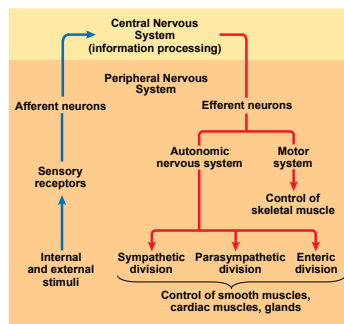 Central Nervous
System
(information processing)
Peripheral Nervous
System
Afferent neurons
Efferent neurons
Autonomic
nervous system
Motor
system
Sensory
receptors
Control of
skeletal muscle
Internal
and external
stimuli
Sympathetic
division
Parasympathetic
division
Enteric
division
Control of smooth muscles,
cardiac muscles, glands